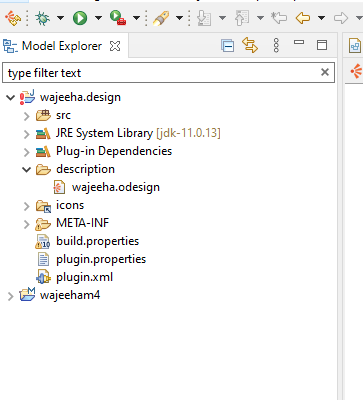 Model Explorer
type filter text
wajeeha.design
src
JRE System Library [jdk-11.0.13]
Plug-in Dependencies
description
wajeeha.odesign
icons
META-INF
build.properties
plugin.properties
plugin.xml
wajeeham4